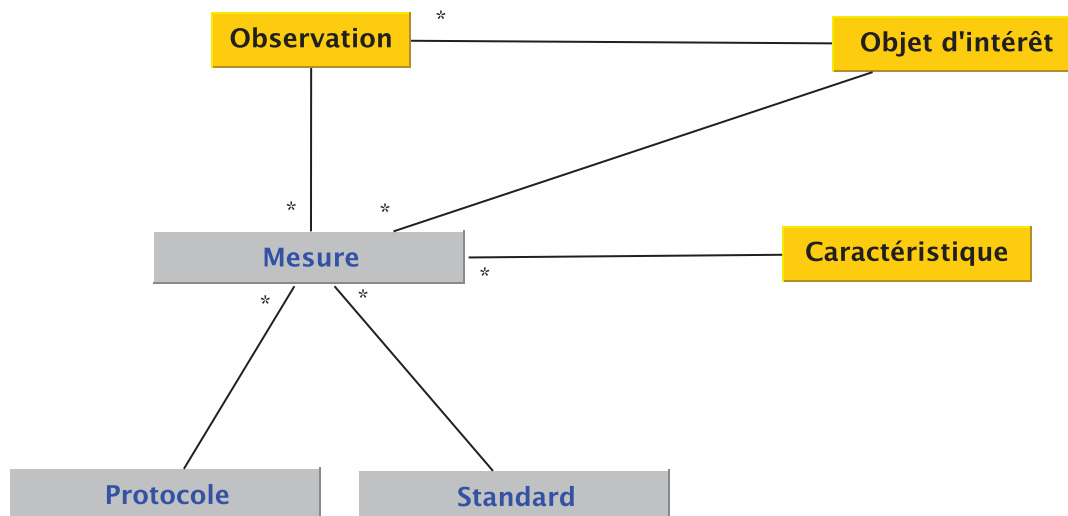 *
Observation
Objet d'intérêt
*
*
Mesure
*
Caractéristique
*
*
Protocole
Standard